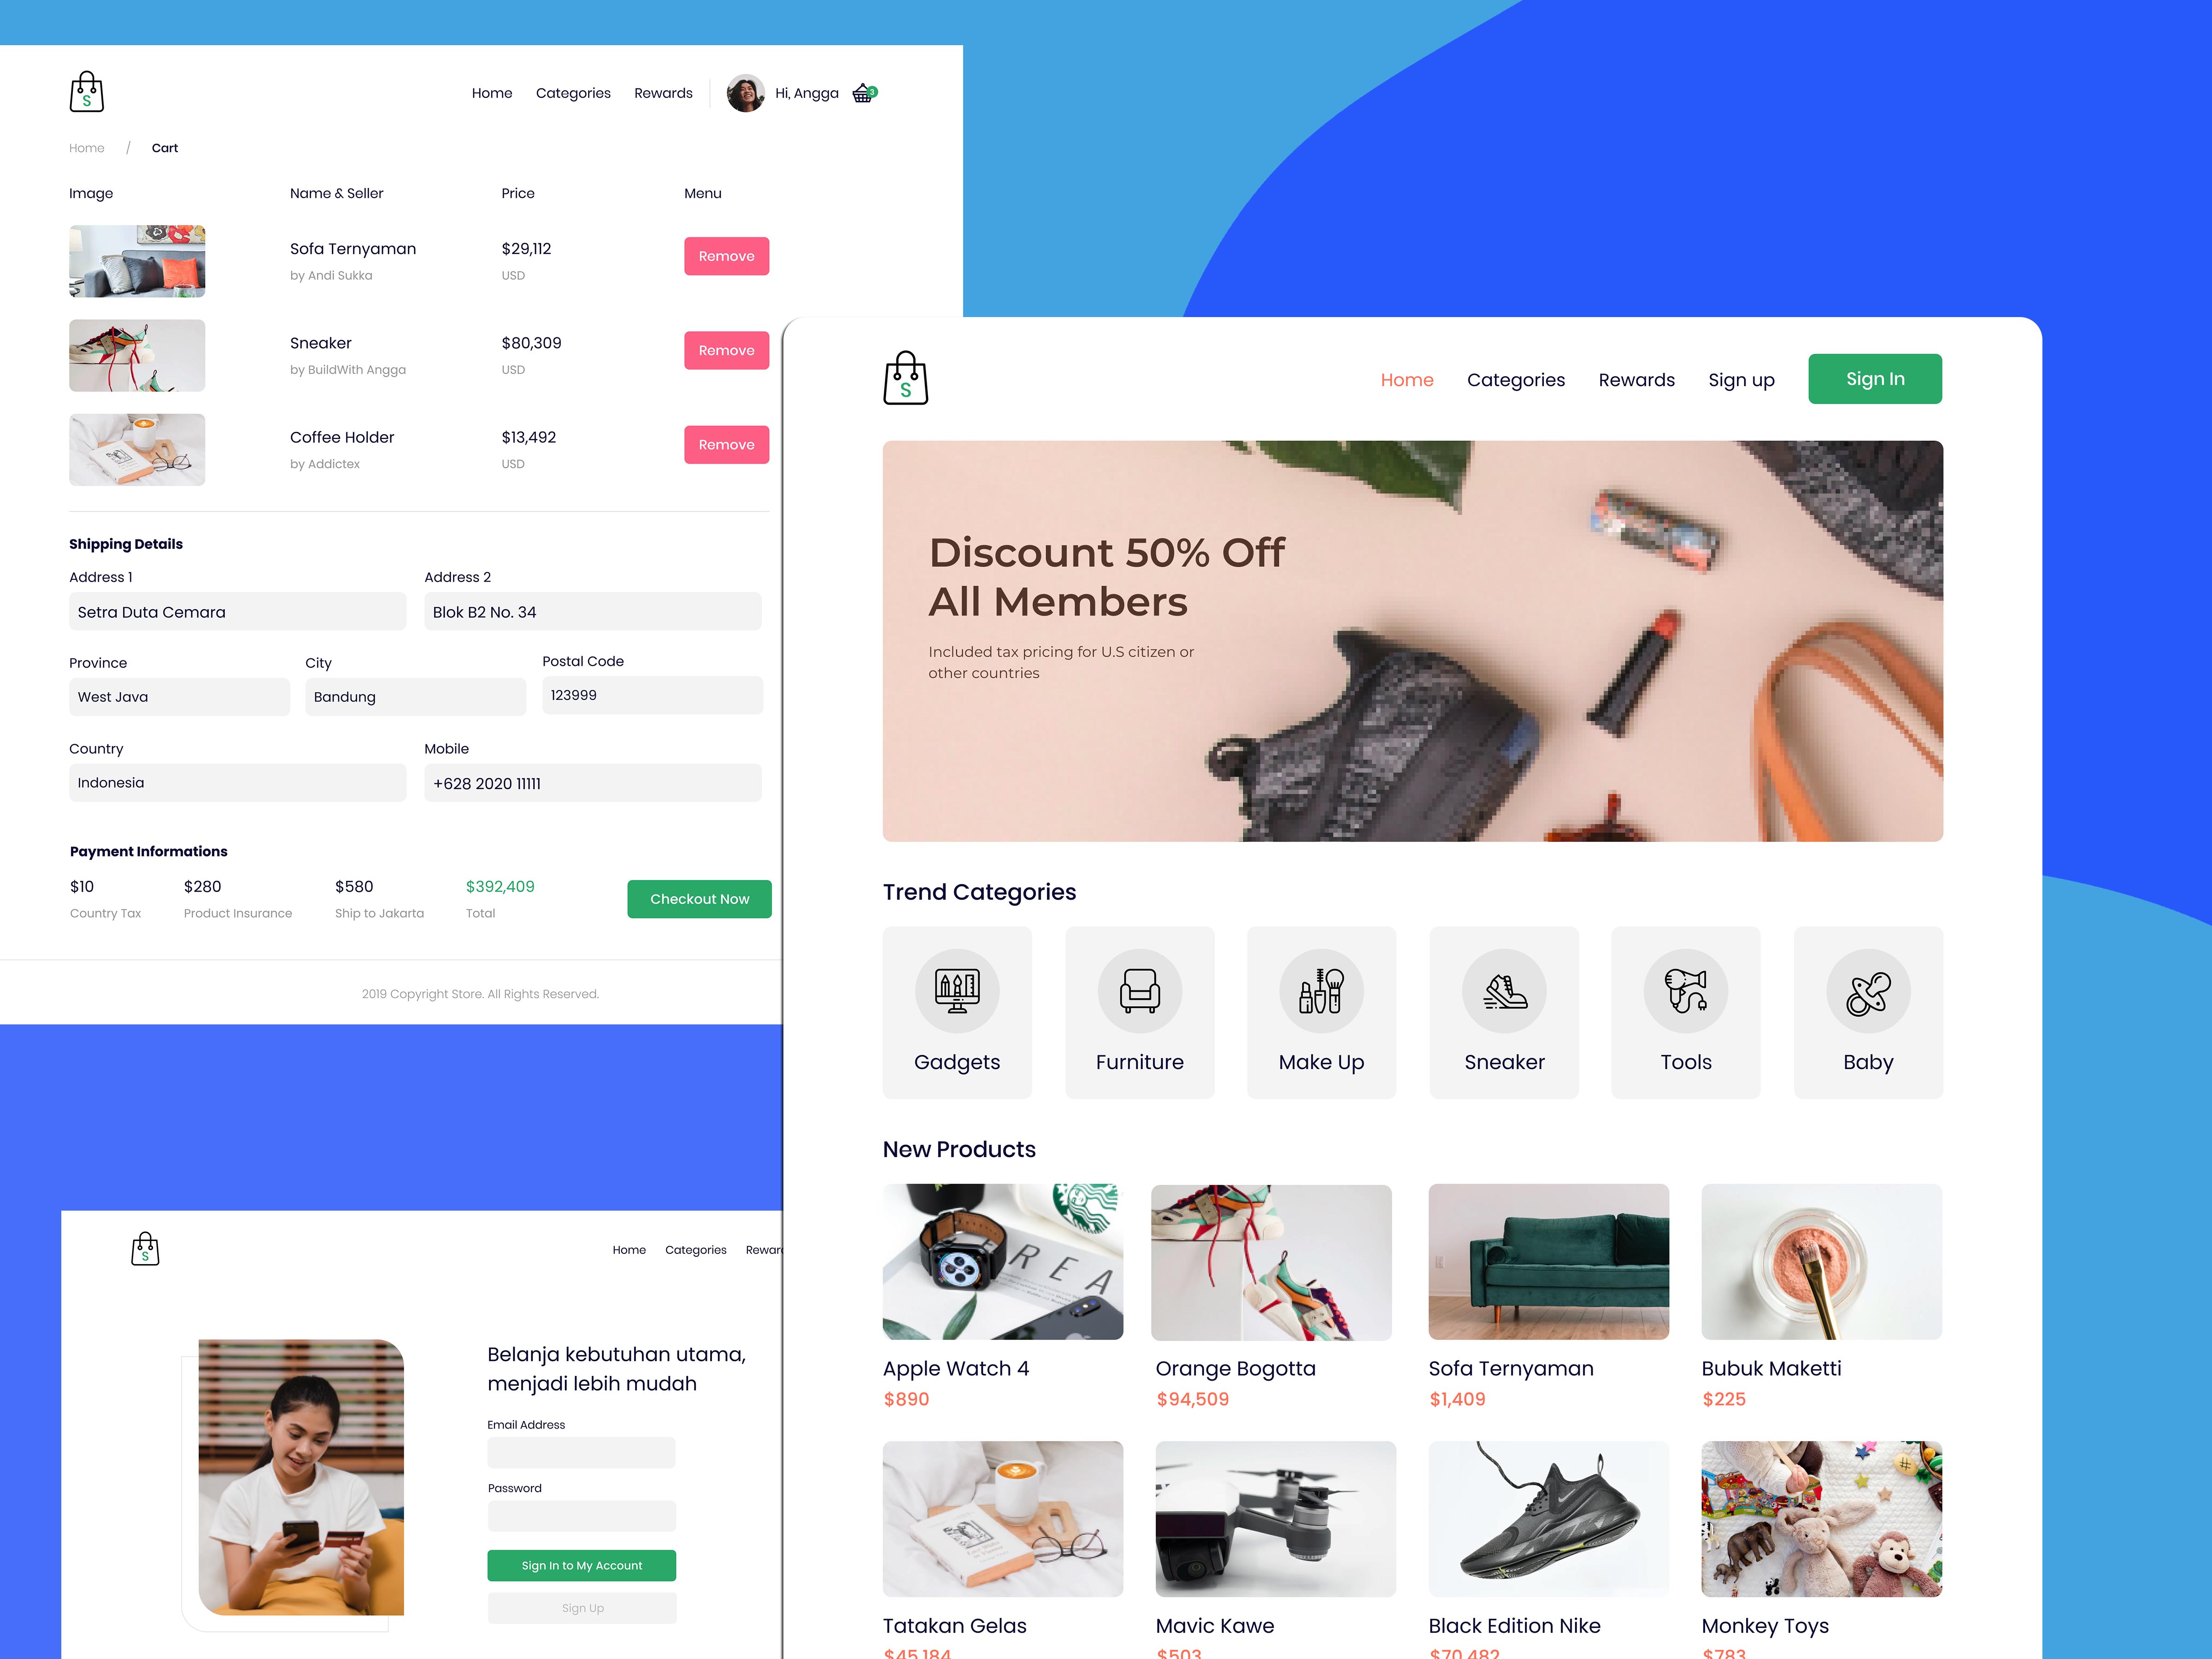 S
Home Categories Rewards Hi, Angga 3
Home / Cart
Image Name & Seller Price Menu
Sofa Ternyaman $29,112 Remove
by Andi Sukka USD
Sneaker $80,309 Remove
by BuildWith Angga USD
Coffee Holder $13,492 Remove
by Addictex USD
Shipping Details
Address 1 Address 2
Setra Duta Cemara Blok B2 No. 34
Province City Postal Code
West Java Bandung 123999
Country Mobile
Indonesia +628 2020 11111
Payment Informations
$10 $280 $580 $392,409 Checkout Now
Country Tax Product Insurance Ship to Jakarta Total
2019 Copyright Store. All Rights Reserved.
S
Home Categories
Belanja kebutuhan utama,
menjadi lebih mudah
Email Address
Password
Sign In to My Account
Sign Up
S
Home Categories Rewards Sign up Sign In
Discount 50% Off
All Members
Included tax pricing for U.S citizen or
other countries
Trend Categories
Gadgets Furniture Make Up Sneaker Tools Baby
New Products
Apple Watch 4 Orange Bogotta Sofa Ternyaman Bubuk Maketti
$890 $94,509 $1,409 $225
Tatakan Gelas Mavic Kawe Black Edition Nike Monkey Toys
$45,184 $503 $70,482 $783